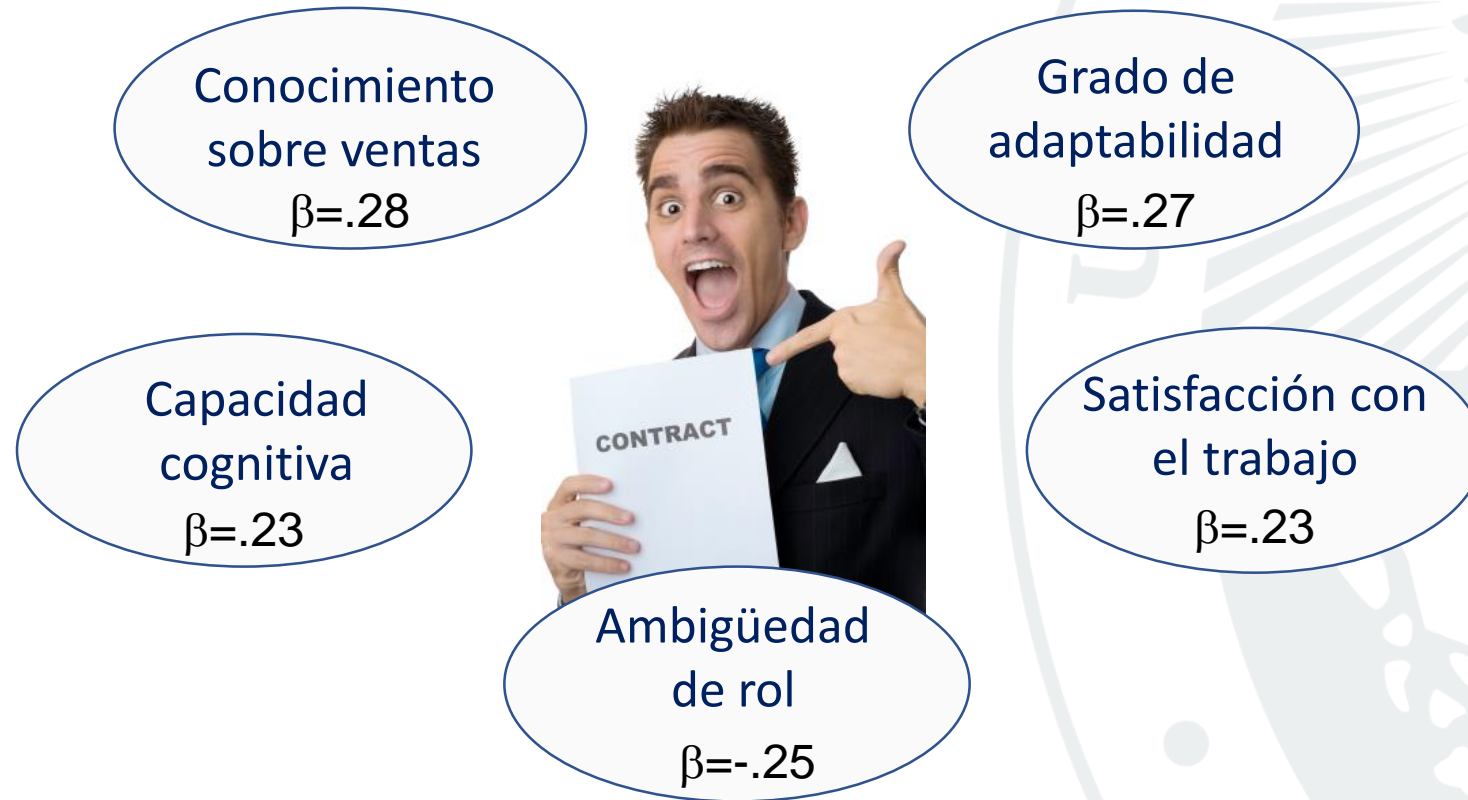 Conocimiento
sobre ventas
β=.28
Grado de
adaptabilidad
β=.27
CONTRACT
Capacidad
cognitiva
β=.23
Satisfacción con
el trabajo
β=.23
Ambigüedad
de rol
β=-.25